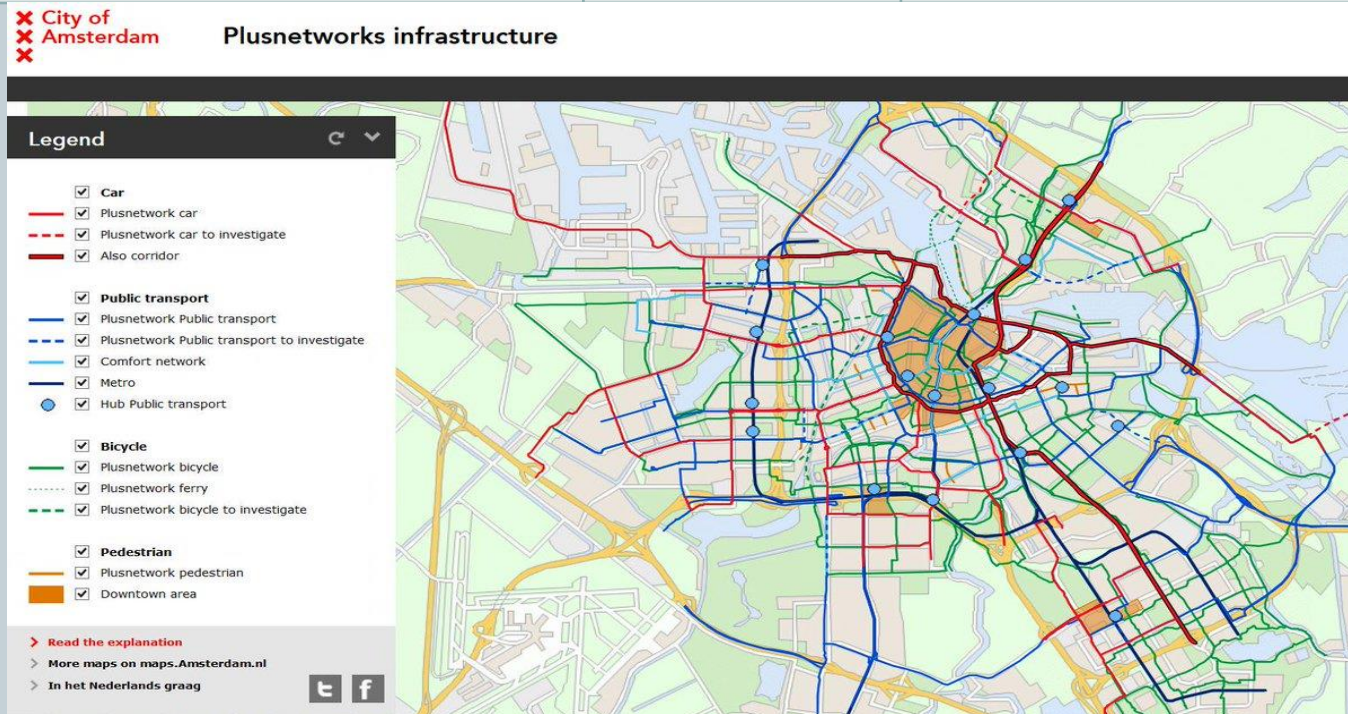 City of
Amsterdam
Plusnetworks infrastructure
Legend
Car
Plusnetwork car
Plusnetwork car to investigate
Also corridor
Public transport
Plusnetwork Public transport
Plusnetwork Public transport to investigate
Comfort network
Metro
Hub Public transport
Bicycle
Plusnetwork bicycle
Plusnetwork ferry
Plusnetwork bicycle to investigate
Pedestrian
Plusnetwork pedestrian
Downtown area
Read the explanation
More maps on maps.Amsterdam.nl
In het Nederlands graag